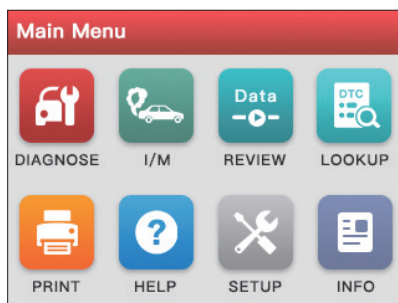 Main Menu
Data
DTC
DIAGNOSE
I/M
REVIEW
LOOKUP
?
PRINT
HELP
SETUP
INFO